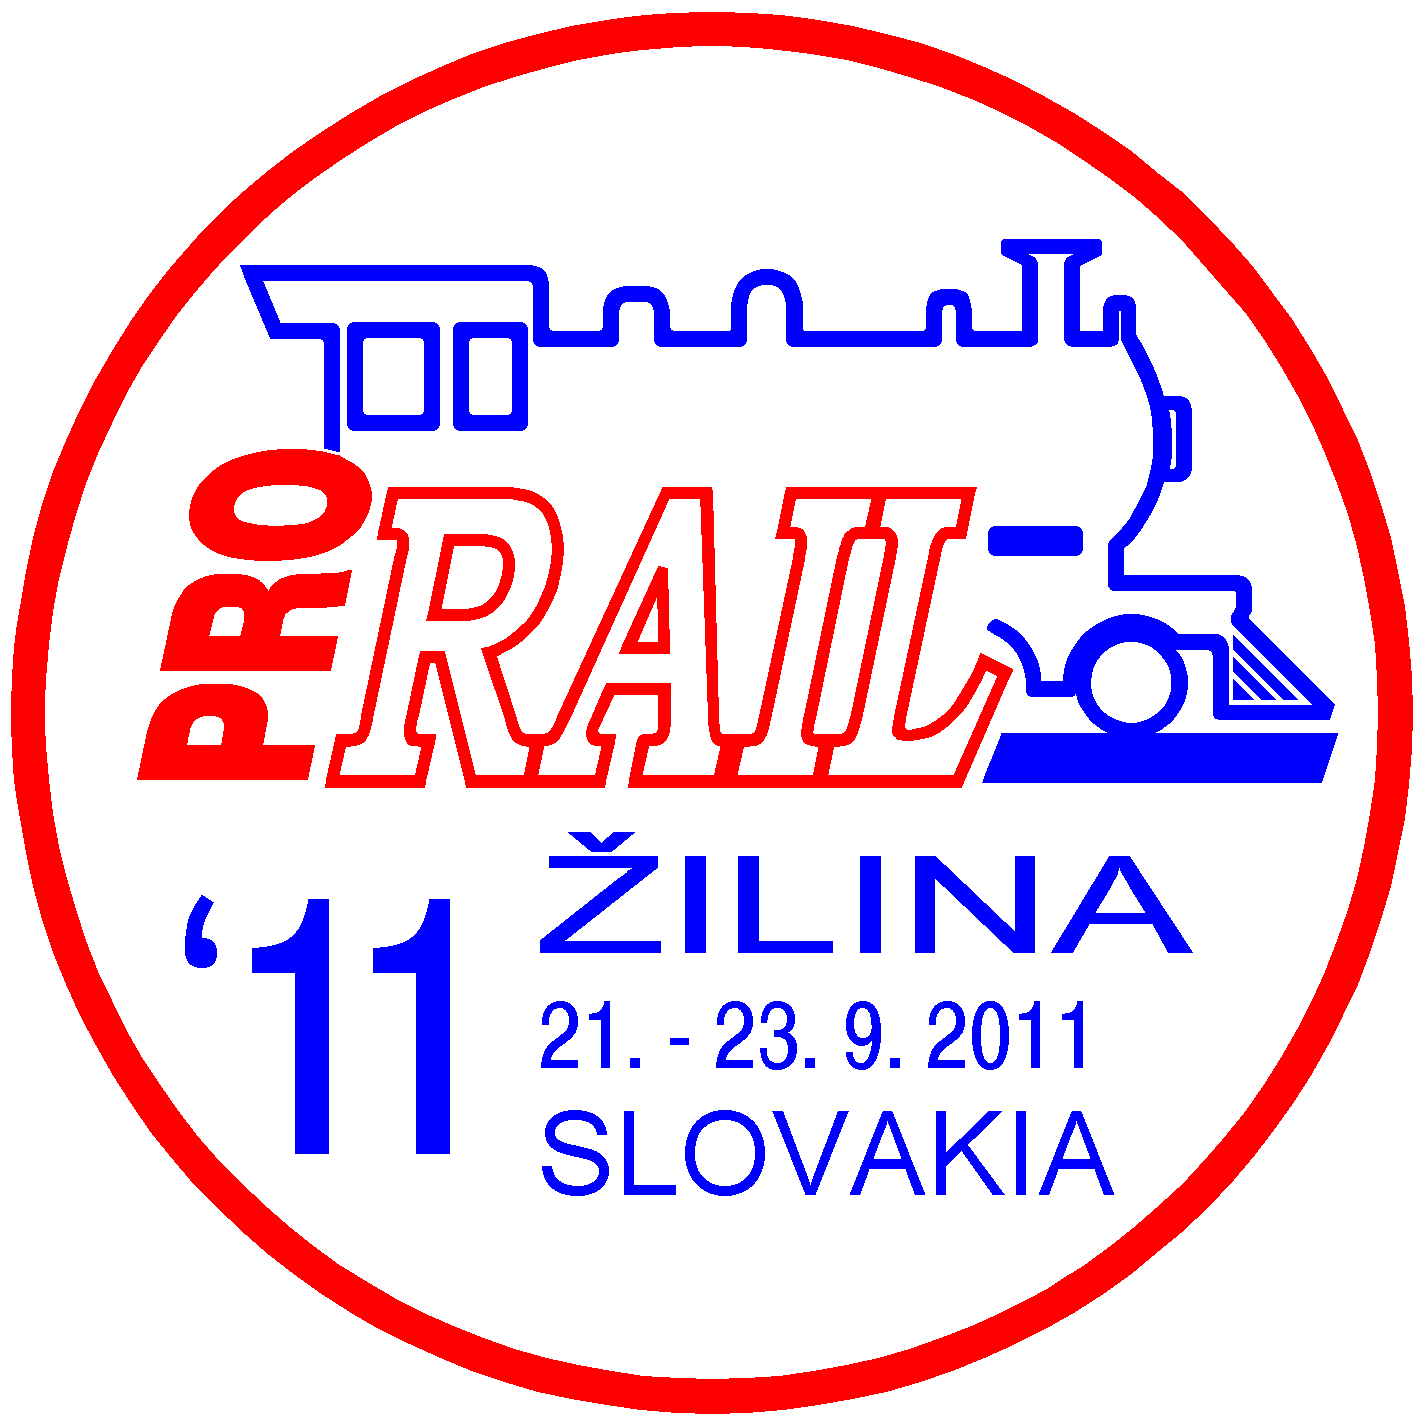 PRO
RAIL
‘11
ŽILINA
21. - 23. 9. 2011
SLOVAKIA